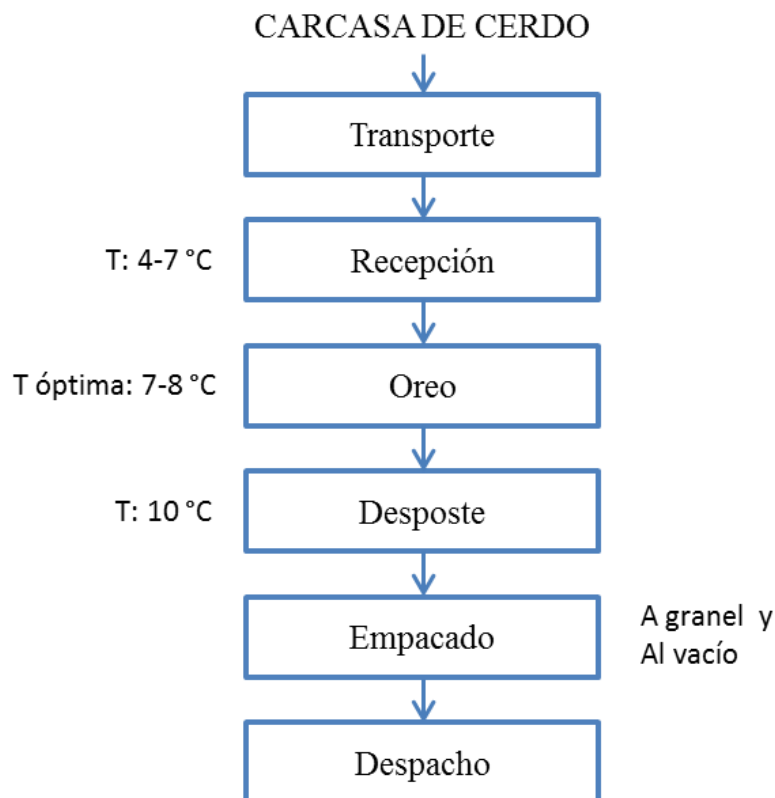 CARCASA DE CERDO
Transporte
T: 4-7 °C
Recepción
T óptima: 7-8 °C
Oreo
T: 10 °C
Desposte
Empacado
A granel y
Al vacío
Despacho